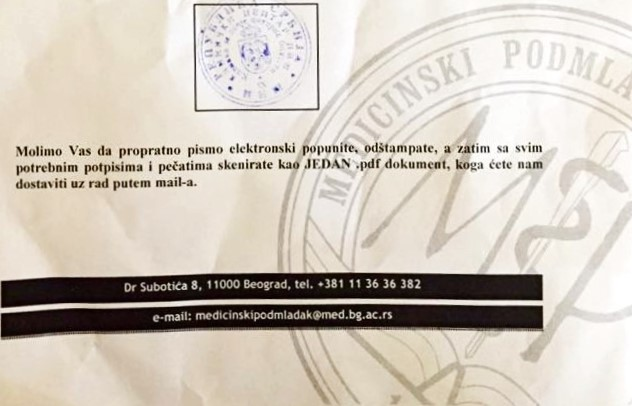 РЕПУБЛИКА СРБИЈА
MEDICINSKI PODMLA
Molimo Vas da propratno pismo elektronski popunite, odštampate, a zatim sa svim
potrebnim potpisima i pečatima skenirate kao JEDAN .pdf dokument, koga ćete nam
dostaviti uz rad putem mail-a.
Dr Subotića 8, 11000 Beograd, tel. +381 11 36 36 382
e-mail: medicinskipodmladak@med.bg.ac.rs